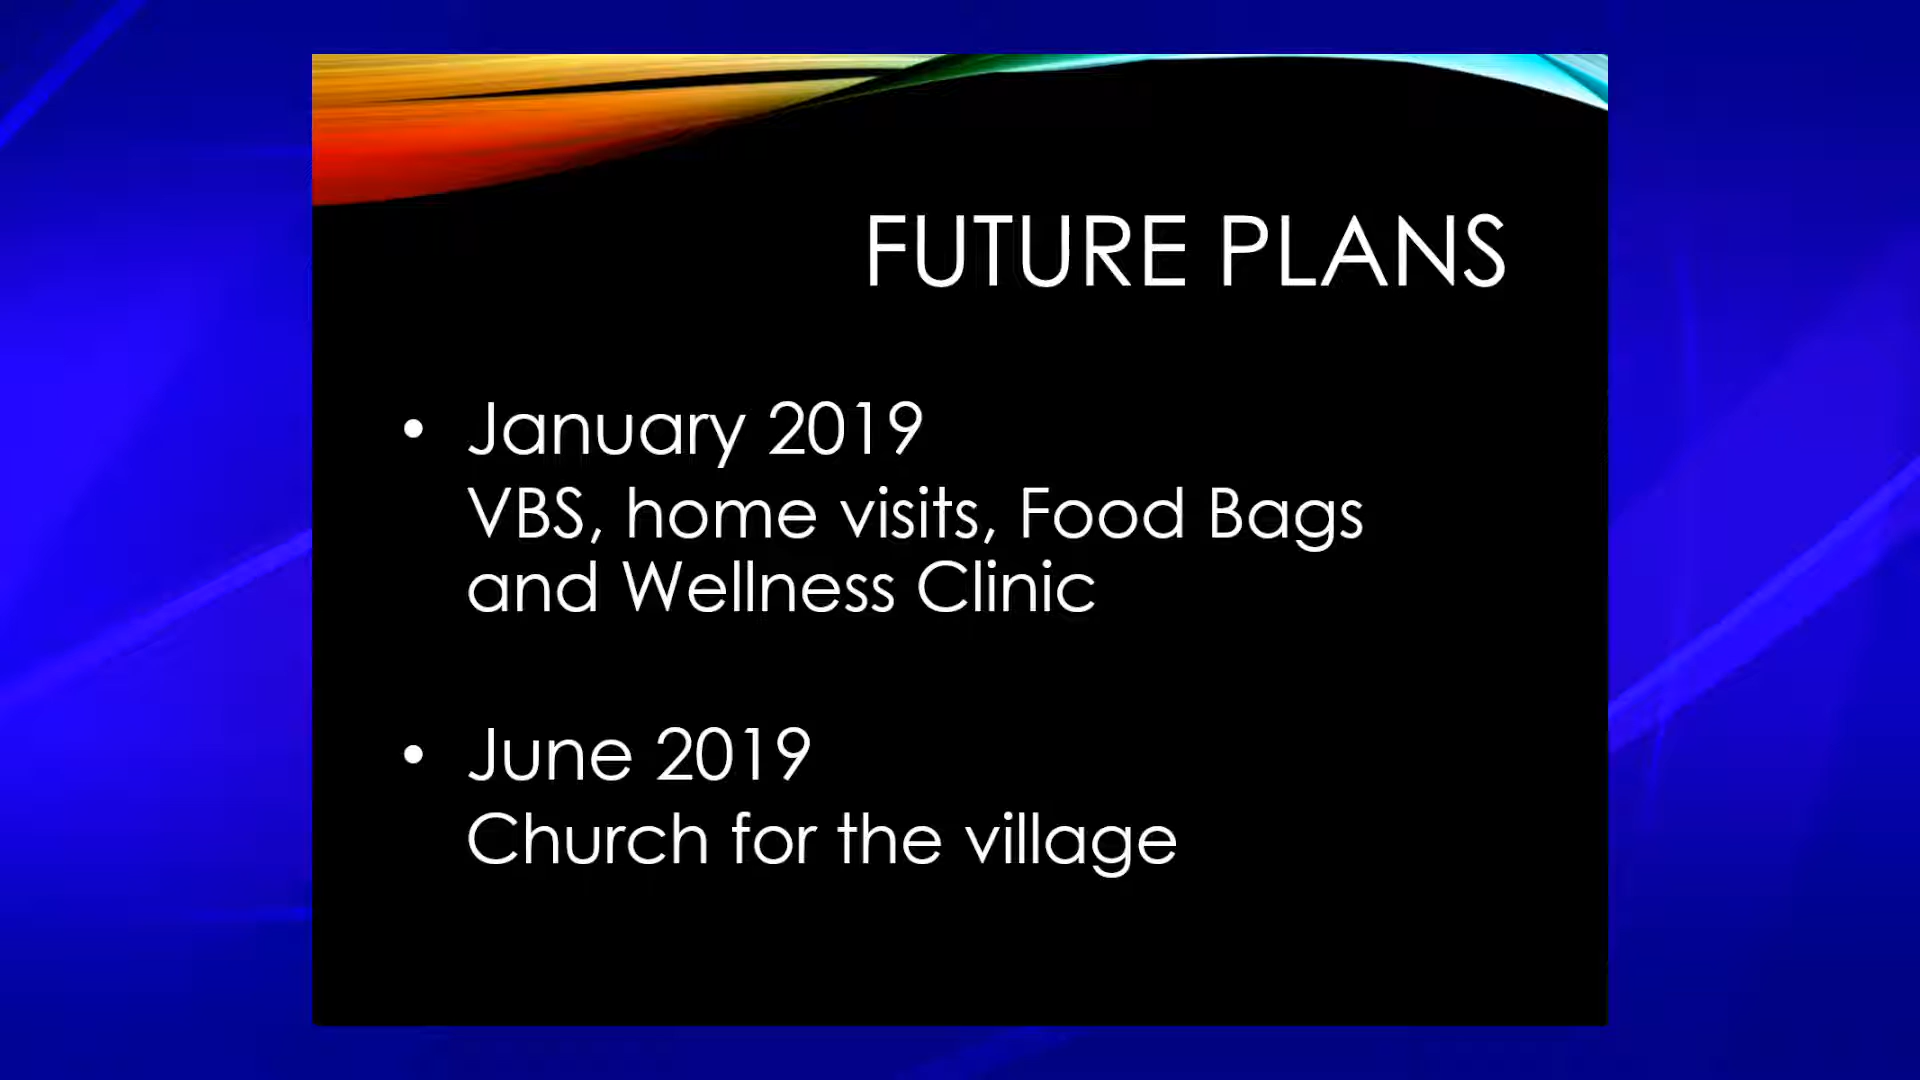 FUTURE PLANS
• January 2019
VBS, home visits, Food Bags
and Wellness Clinic
• June 2019
Church for the village